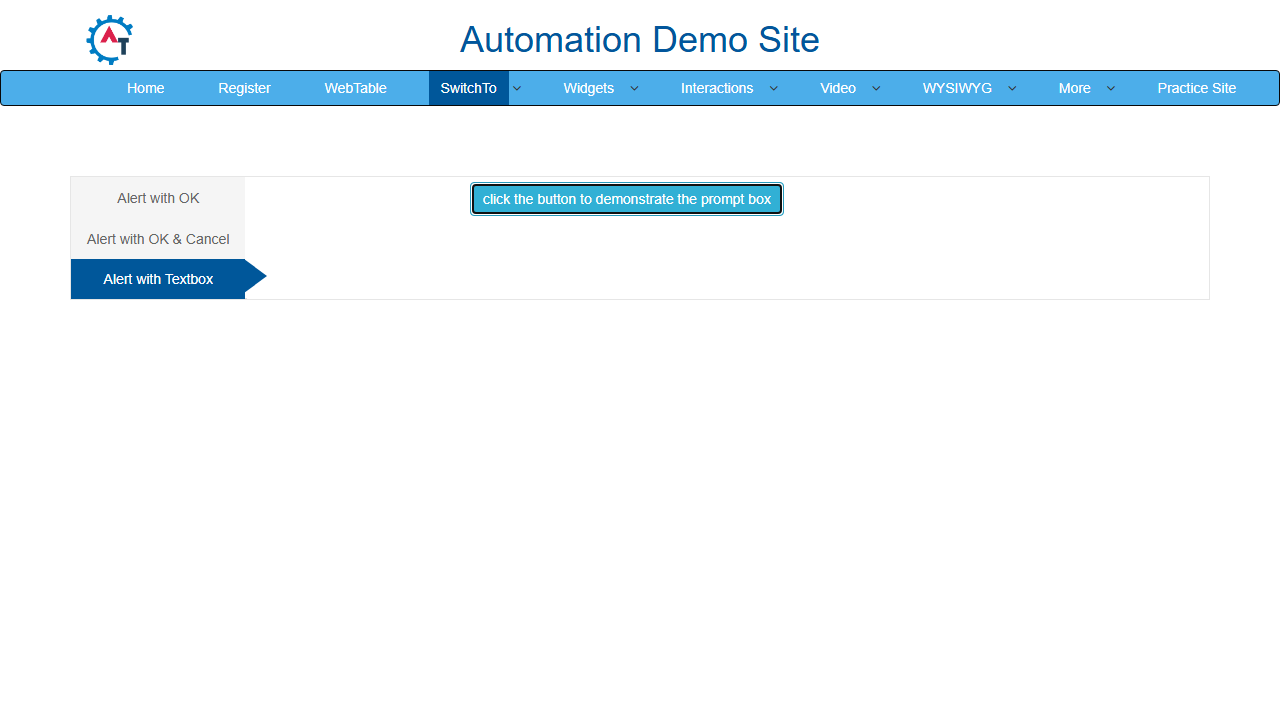 AT
Automation Demo Site
Home Register WebTable SwitchTo Widgets Interactions Video WYSIWYG More Practice Site
Alert with OK
click the button to demonstrate the prompt box
Alert with OK & Cancel
Alert with Textbox